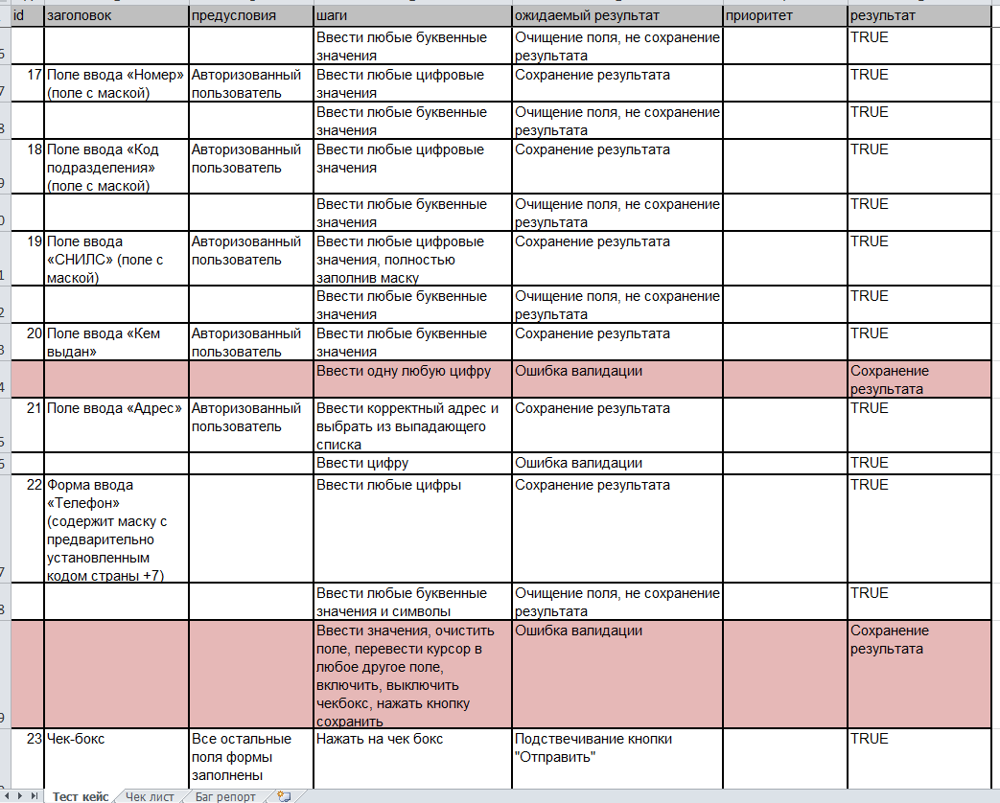 id заголовок предусловия шаги ожидаемый результат приоритет результат
Ввести любые буквенные Очищение поля, не сохранение TRUE
значения результата
17 Поле ввода «Номер» Авторизованный Ввести любые цифровые Сохранение результата TRUE
(поле с маской) пользователь значения
Ввести любые буквенные Очищение поля, не сохранение TRUE
значения результата
18 Поле ввода «Код Авторизованный Ввести любые цифровые Сохранение результата TRUE
подразделения» пользователь значения
(поле с маской)
Ввести любые буквенные Очищение поля, не сохранение TRUE
значения результата
19 Поле ввода Авторизованный Ввести любые цифровые Сохранение результата TRUE
«СНИЛС» (поле с пользователь значения, полностью
маской) заполнив маску
Ввести любые буквенные Очищение поля, не сохранение TRUE
значения результата
20 Поле ввода «Кем Авторизованный Ввести любые буквенные Сохранение результата TRUE
выдан» пользователь значения
Ввести одну любую цифру Ошибка валидации Сохранение
результата
21 Поле ввода «Адрес» Авторизованный Ввести корректный адрес и Сохранение результата TRUE
пользователь выбрать из выпадающего
списка
Ввести цифру Ошибка валидации TRUE
22 Форма ввода Ввести любые цифры Сохранение результата TRUE
«Телефон»
(содержит маску с
предварительно
установленным
кодом страны +7)
Ввести любые буквенные Очищение поля, не сохранение TRUE
значения и символы результата
Ввести значения, очистить Ошибка валидации Сохранение
поле, перевести курсор в результата
любое другое поле,
включить, выключить
чекбокс, нажать кнопку
сохранить
23 Чек-бокс Все остальные Нажать на чек бокс Подствечивание кнопки TRUE
поля формы "Отправить"
заполнены
Тест кейс Чек лист Баг репорт